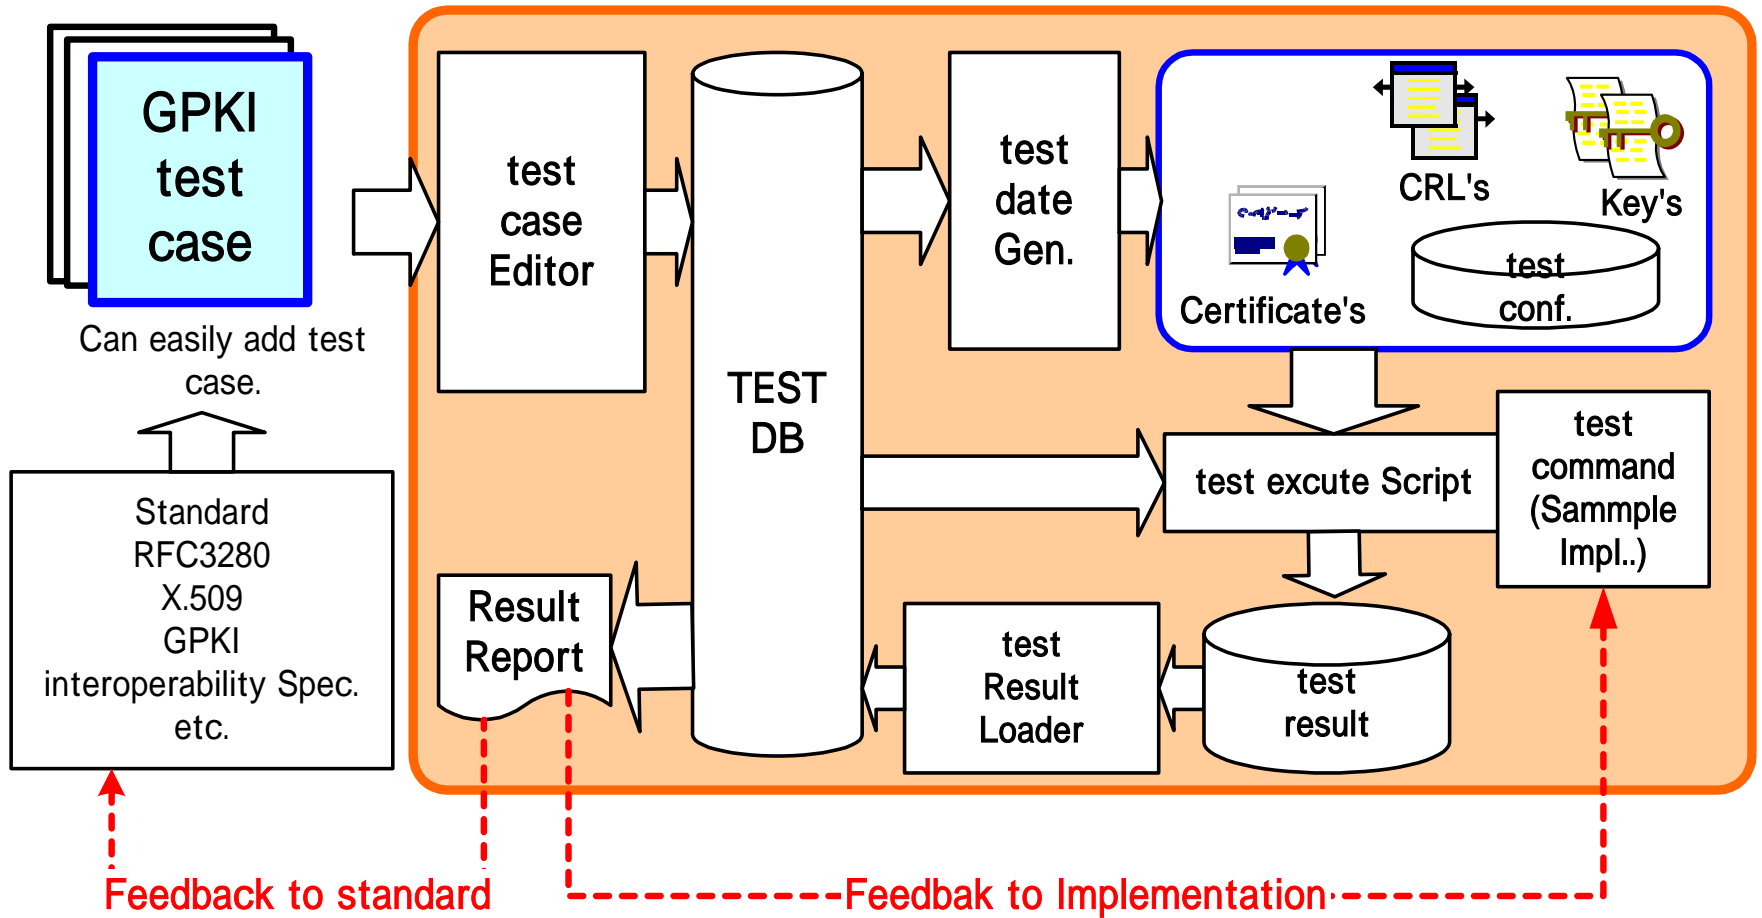 GPKI
test
case
Can easily add test
case.
Standard
RFC3280
X.509
GPKI
interoperability Spec.
etc.
test
case
Editor
TEST
DB
test
date
Gen.
CRL's
Key's
Certificate's
test
conf.
test excute Script
test
command
(Sammple
Impl..)
test
result
test
Result
Loader
Result
Report
Feedback to standard
Feedbak to Implementation